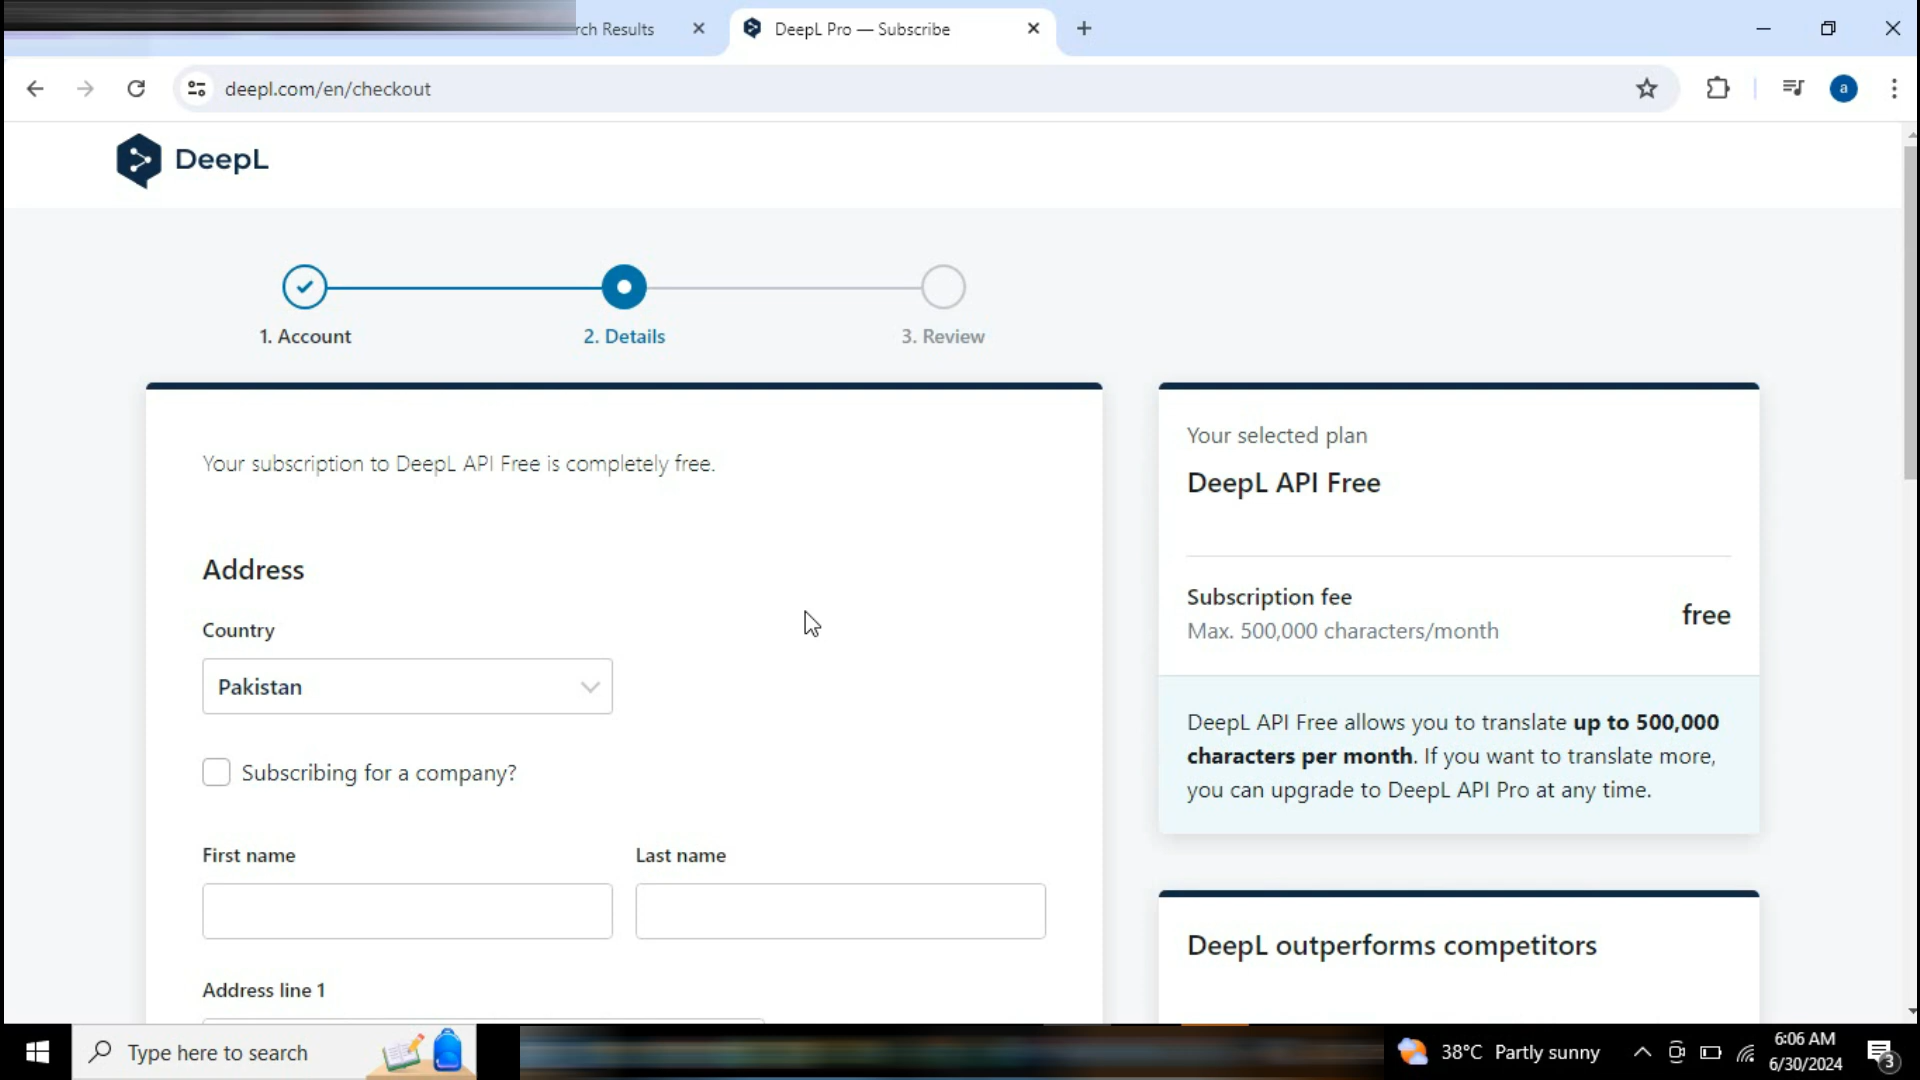 rch Results
DeepL Pro — Subscribe
deepl.com/en/checkout
a
DeepL
1. Account
2. Details
3. Review
Your subscription to DeepL API Free is completely free.
Address
Country
Pakistan
Subscribing for a company?
First name
Last name
Address line 1
Your selected plan
DeepL API Free
Subscription fee
Max. 500,000 characters/month
free
DeepL API Free allows you to translate up to 500,000
characters per month. If you want to translate more,
you can upgrade to DeepL API Pro at any time.
DeepL outperforms competitors
Type here to search
38°C Partly sunny
6:06 AM
6/30/2024
3